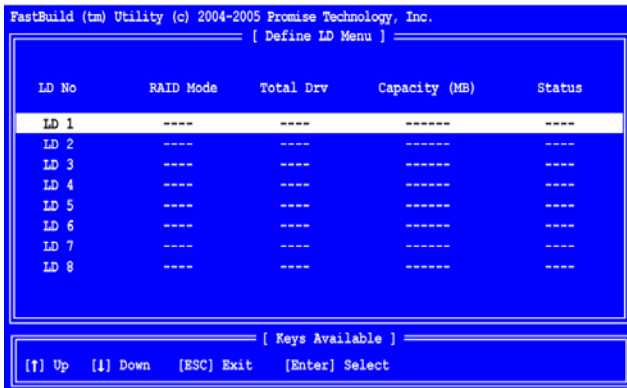 FastBuild (tm) Utility (c) 2004-2005 Promise Technology, Inc.
[ Define LD Menu ]
LD No RAID Mode Total Drv Capacity (MB) Status
LD 1 ---- ---- ------ ----
LD 2 ---- ---- ------ ----
LD 3 ---- ---- ------ ----
LD 4 ---- ---- ------ ----
LD 5 ---- ---- ------ ----
LD 6 ---- ---- ------ ----
LD 7 ---- ---- ------ ----
LD 8 ---- ---- ------ ----
[ Keys Available ]
[↑] Up [↓] Down [ESC] Exit [Enter] Select